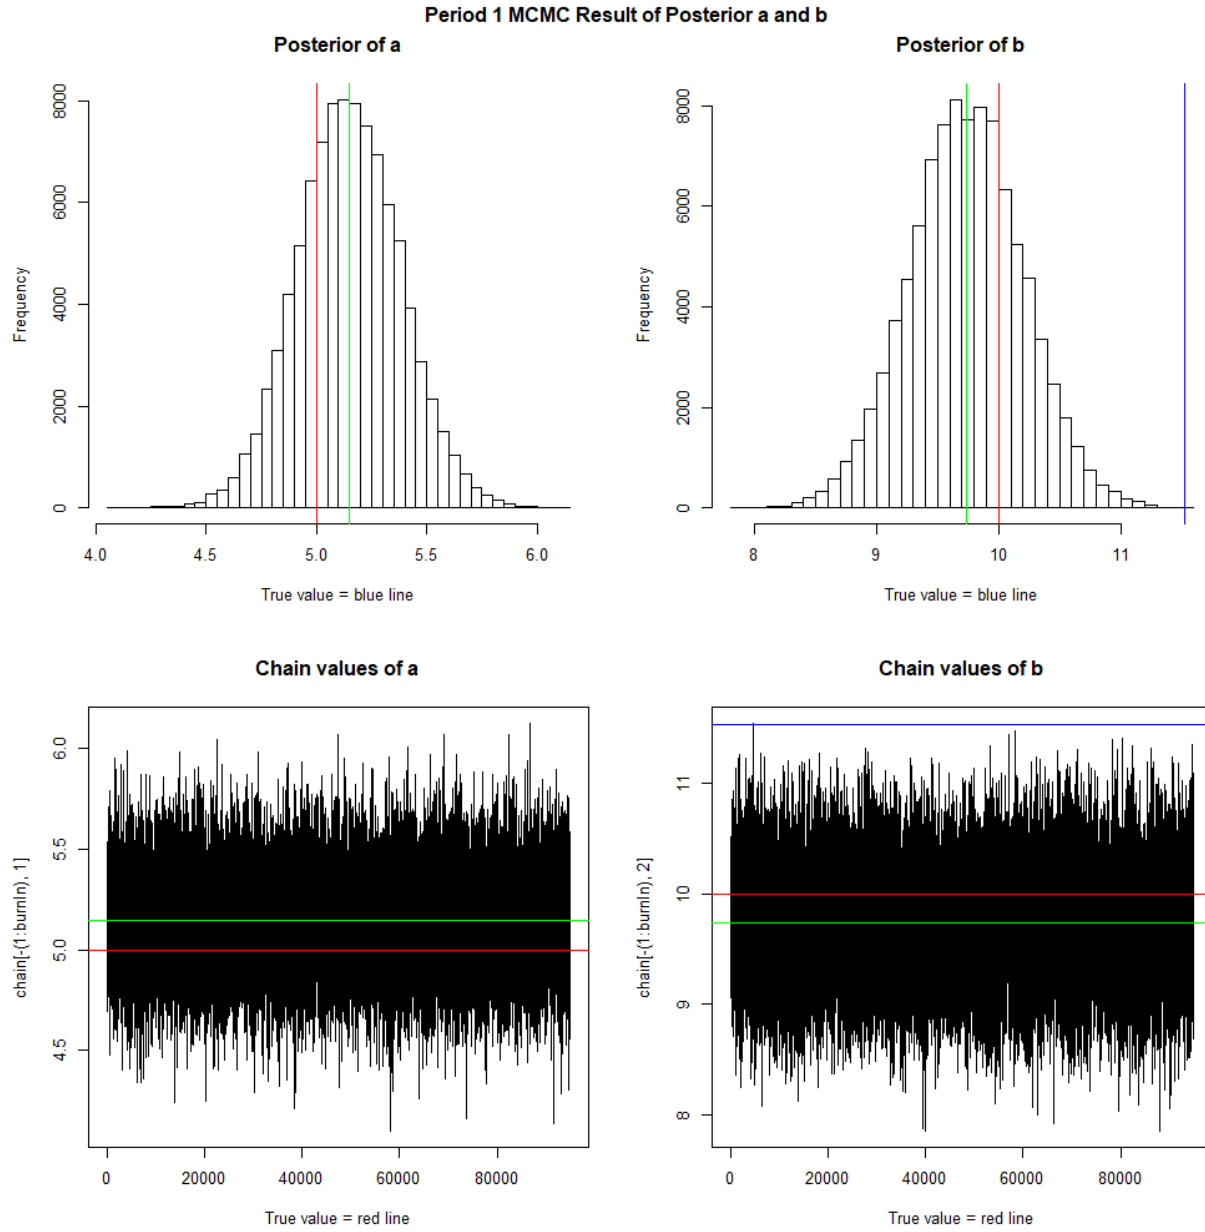 Period 1 MCMC Result of Posterior a and b
Posterior of a
Frequency
8000
6000
4000
2000
0
4.0 4.5 5.0 5.5 6.0
True value = blue line
Posterior of b
Frequency
8000
6000
4000
2000
0
8 9 10 11
True value = blue line
Chain values of a
chain[-(1:burnIn), 1]
6.0
5.5
5.0
4.5
0 20000 40000 60000 80000
True value = red line
Chain values of b
chain[-(1:burnIn), 2]
11
10
9
8
0 20000 40000 60000 80000
True value = red line